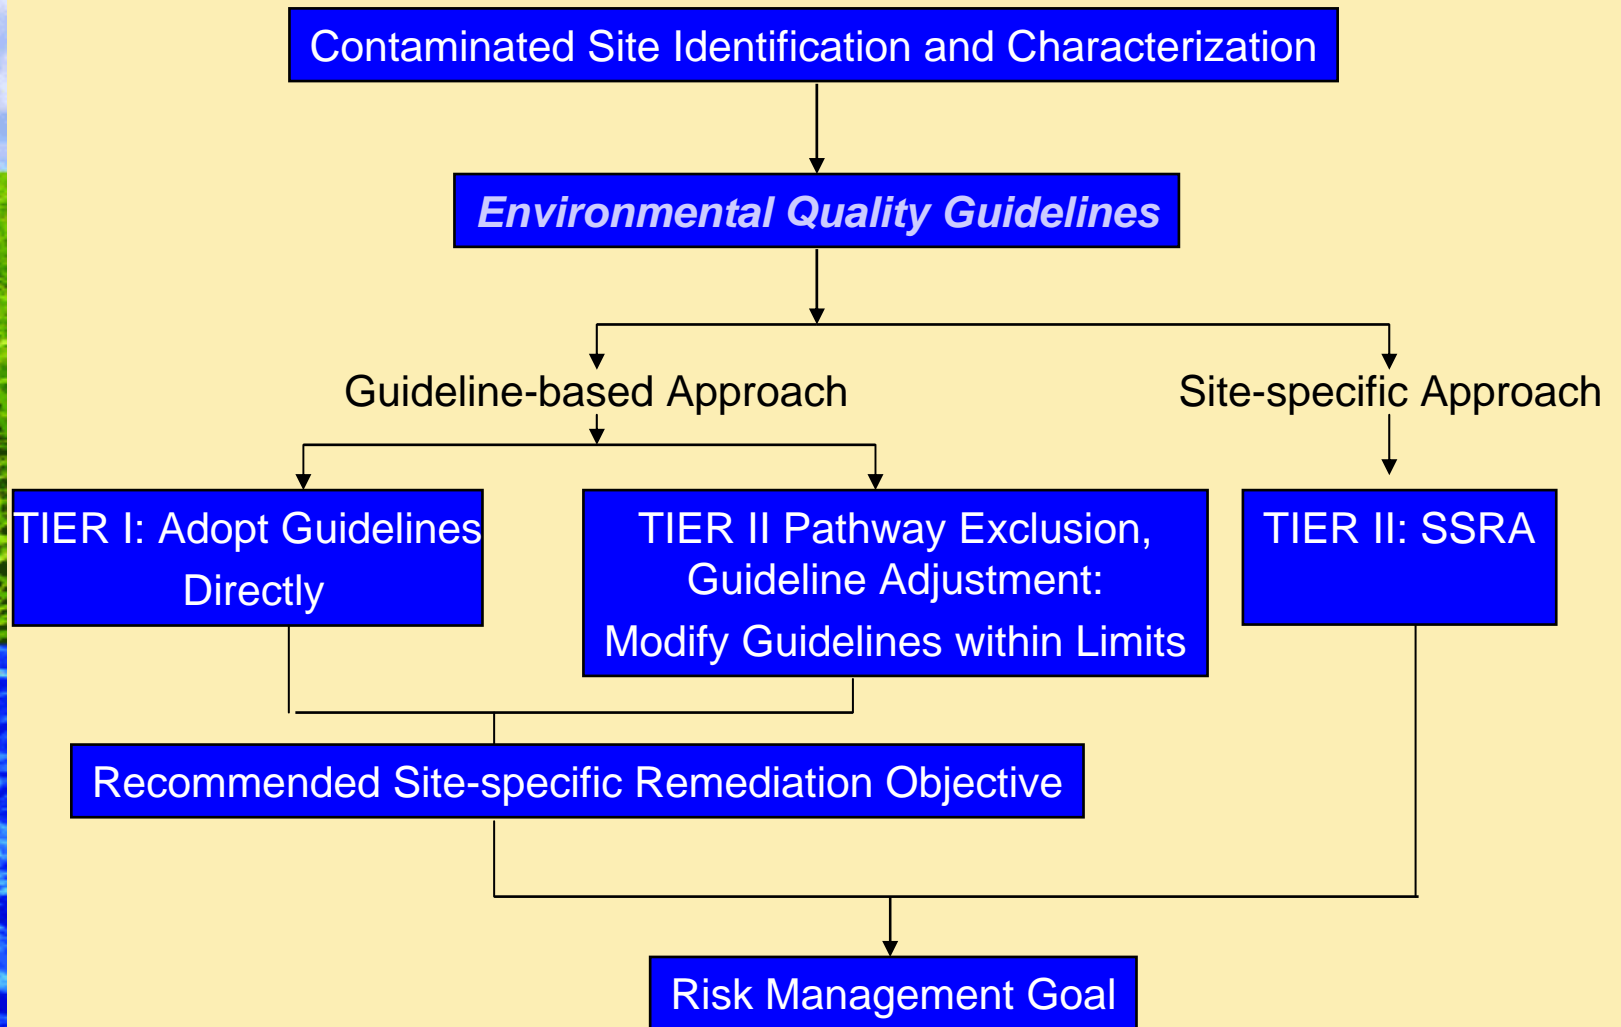 Contaminated Site Identification and Characterization
Environmental Quality Guidelines
Guideline-based Approach
Site-specific Approach
TIER I: Adopt Guidelines
Directly
TIER II Pathway Exclusion,
Guideline Adjustment:
Modify Guidelines within Limits
TIER II: SSRA
Recommended Site-specific Remediation Objective
Risk Management Goal